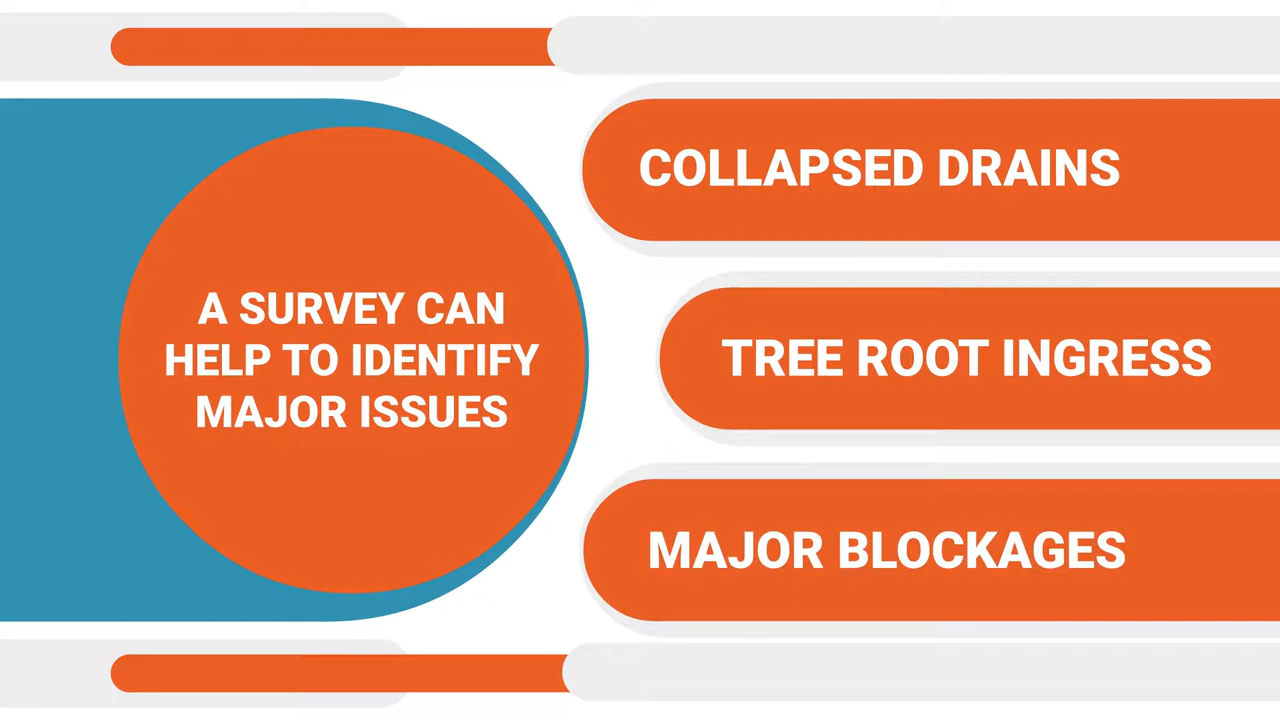 A SURVEY CAN
HELP TO IDENTIFY
MAJOR ISSUES
COLLAPSED DRAINS
TREE ROOT INGRESS
MAJOR BLOCKAGES